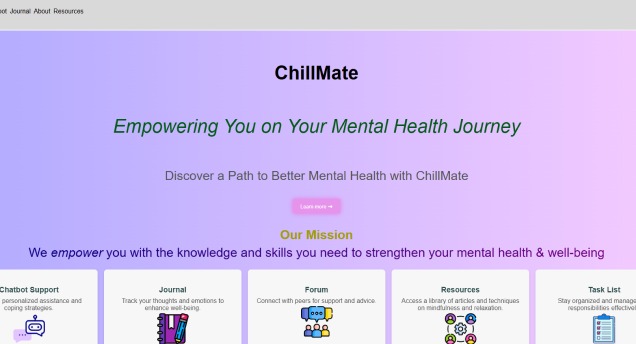 Journal About Resources
ChillMate
Empowering You on Your Mental Health Journey
Discover a Path to Better Mental Health with ChillMate
Learn more →
Our Mission
We empower you with the knowledge and skills you need to strengthen your mental health & well-being
Chatbot Support
personalized assistance and
coping strategies.
Journal
Track your thoughts and emotions to
enhance well-being.
Forum
Connect with peers for support and advice.
Resources
Access a library of articles and techniques
on mindfulness and relaxation.
Task List
Stay organized and manage
responsibilities